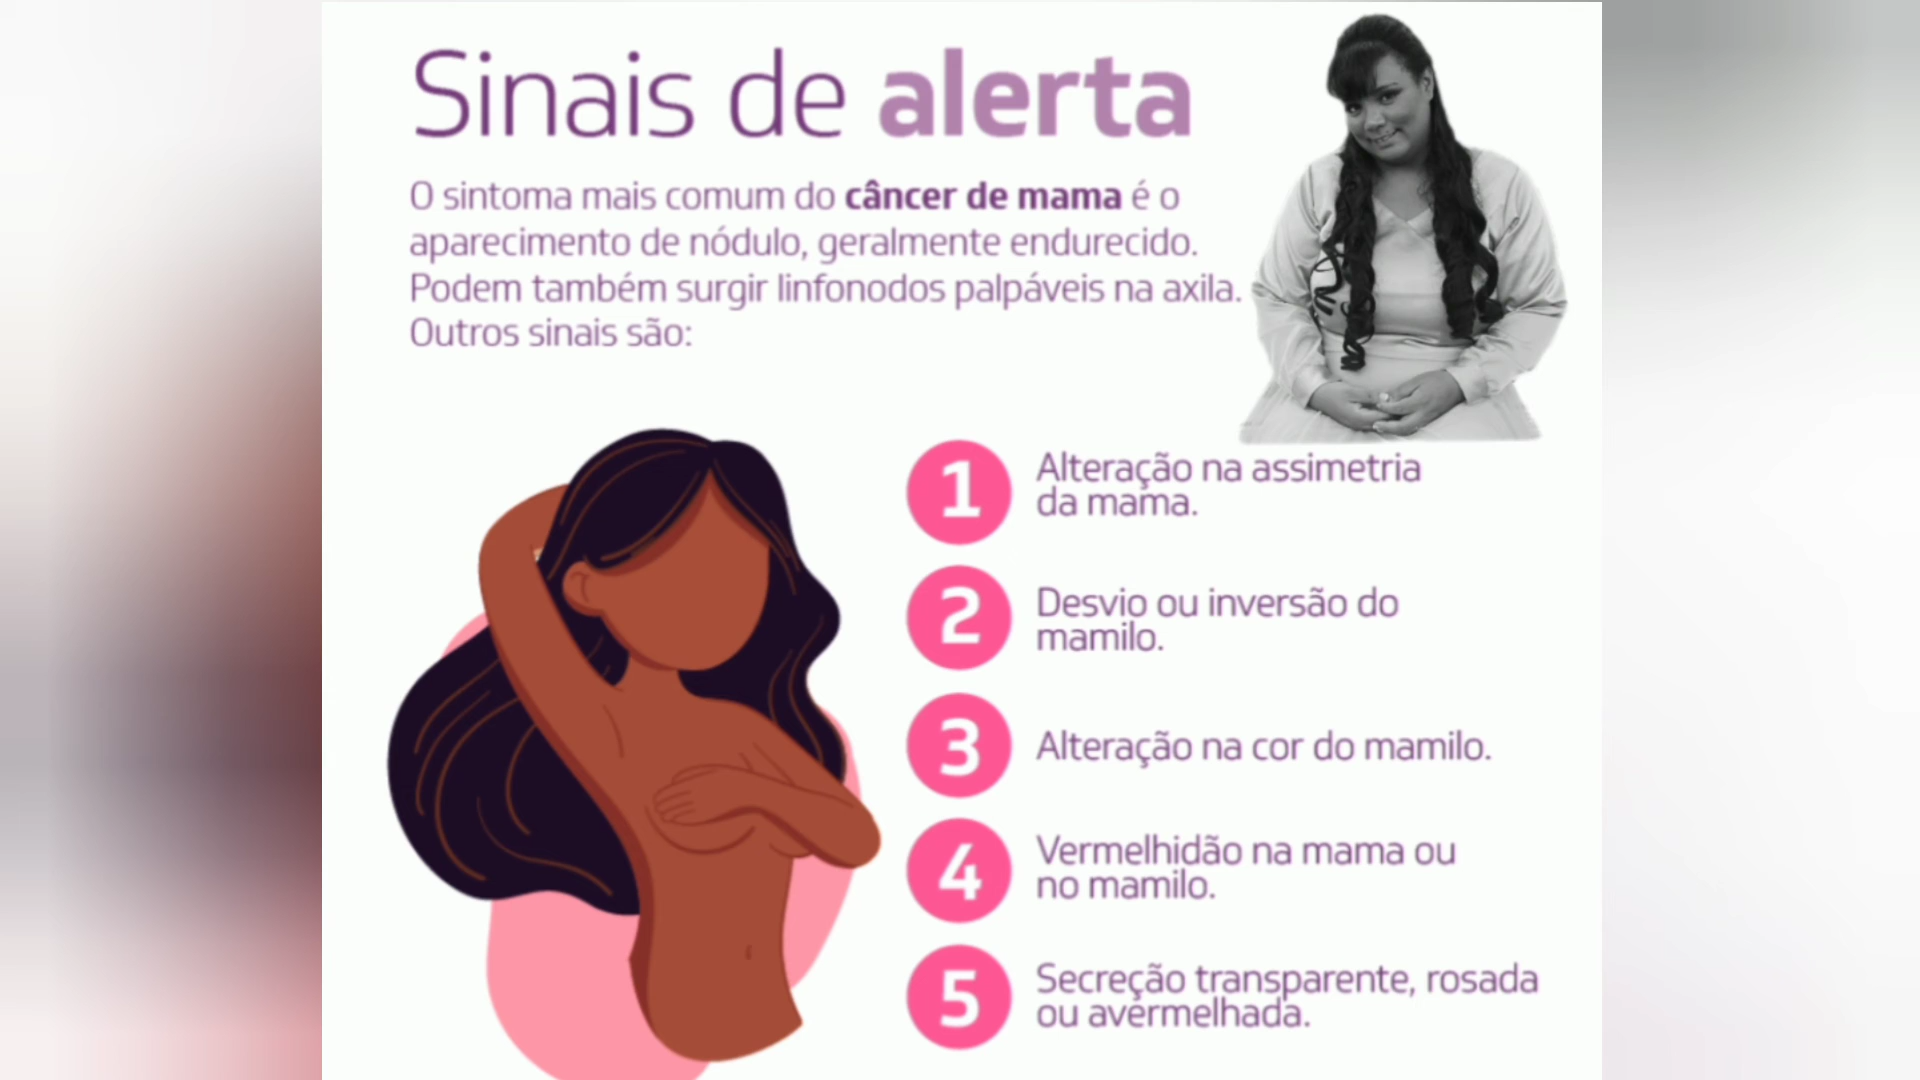 Sinais de alerta
O sintoma mais comum do câncer de mama é o
aparecimento de nódulo, geralmente endurecido.
Podem também surgir linfonodos palpáveis na axila.
Outros sinais são:
1 Alteração na assimetria
da mama.
2 Desvio ou inversão do
mamilo.
3 Alteração na cor do mamilo.
4 Vermelhidão na mama ou
no mamilo.
5 Secreção transparente, rosada
ou avermelhada.